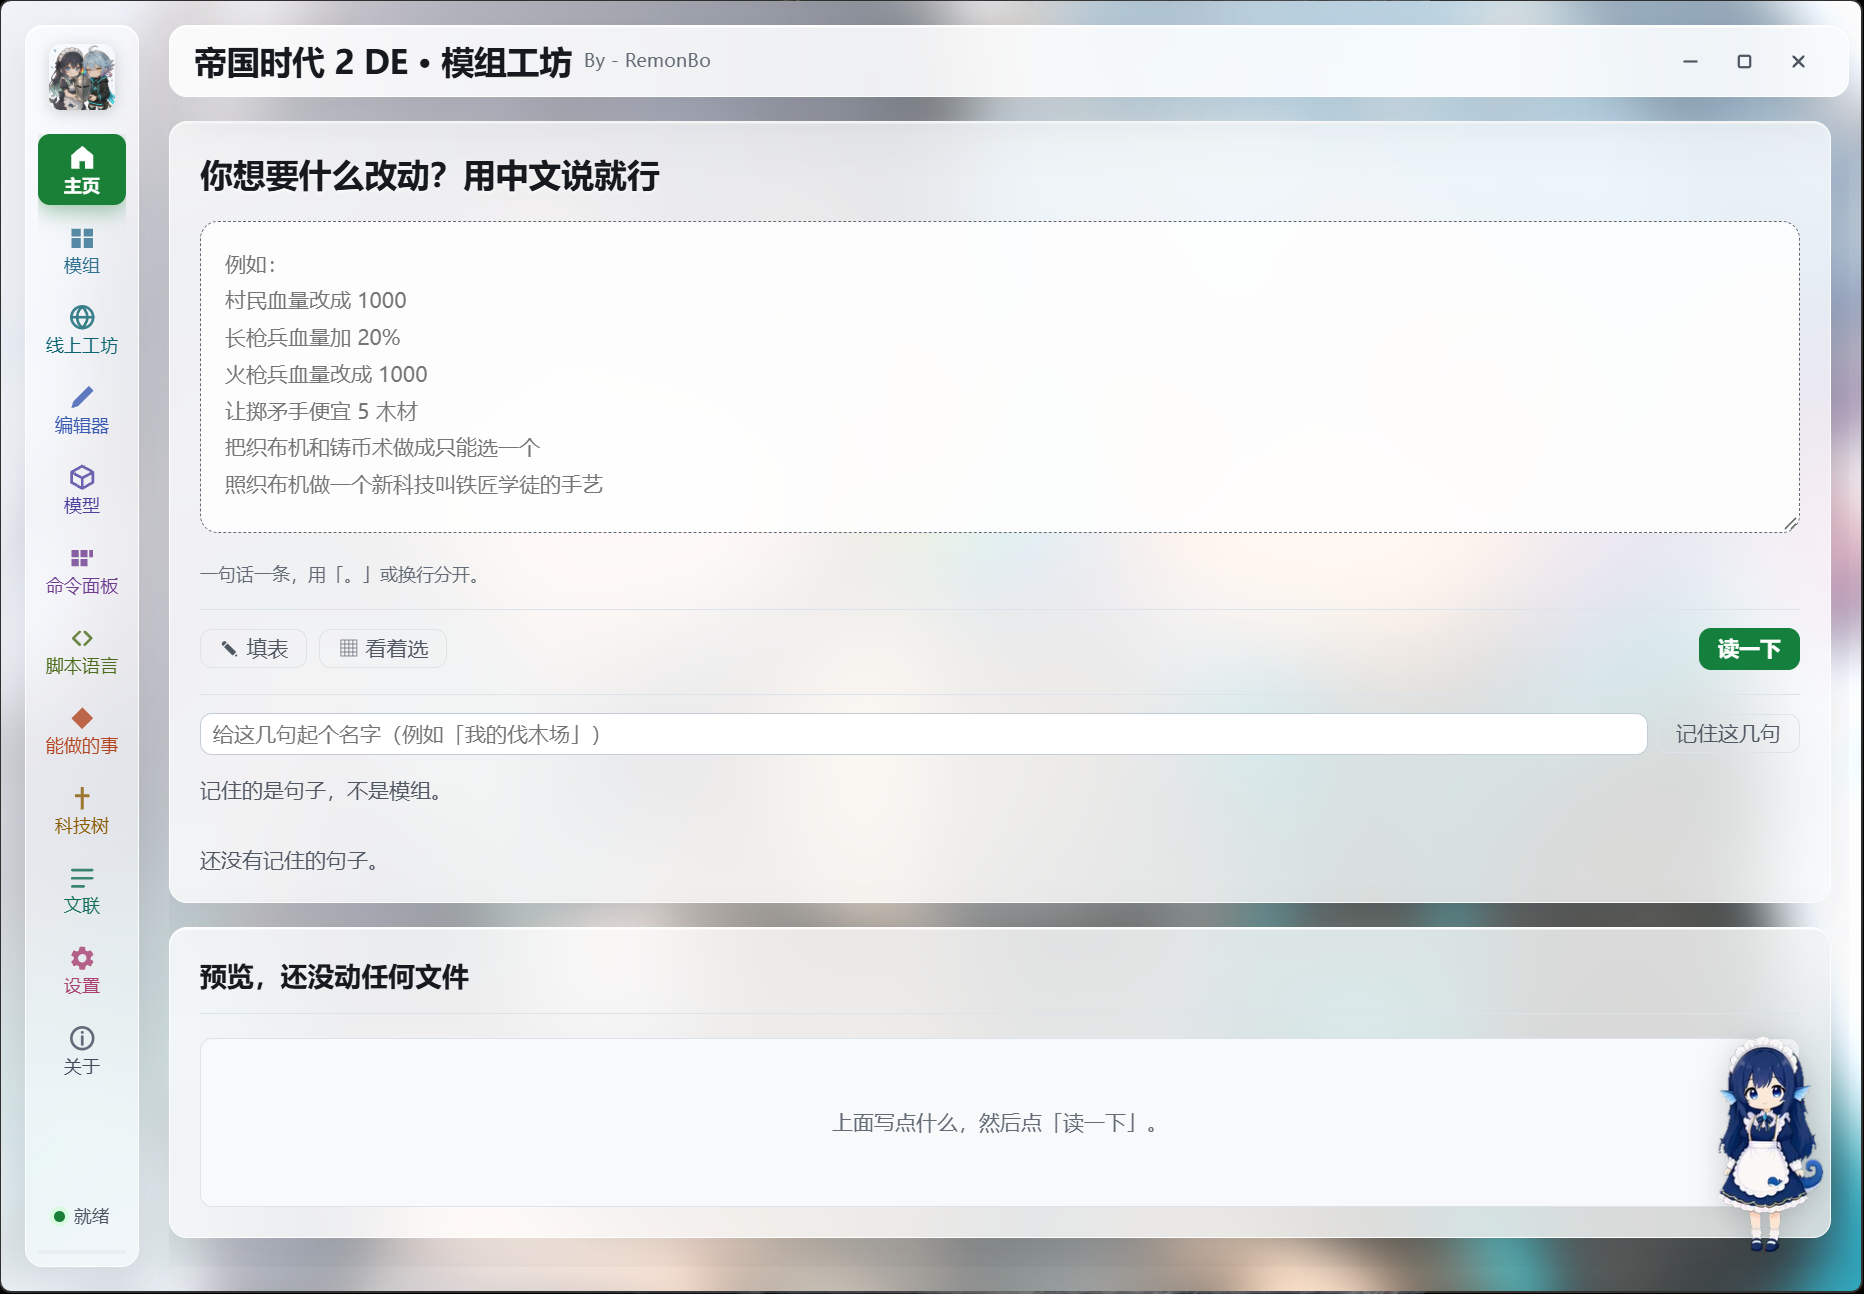 帝国时代 2 DE • 模组工坊 By - RemonBo
主页
模组
线上工坊
编辑器
模型
命令面板
脚本语言
能做的事
科技树
文联
设置
关于
就绪
你想要什么改动？用中文说就行
例如：
村民血量改成 1000
长枪兵血量加 20%
火枪兵血量改成 1000
让掷矛手便宜 5 木材
把织布机和铸币术做成只能选一个
照织布机做一个新科技叫铁匠学徒的手艺
一句话一条，用「。」或换行分开。
填表
看着选
读一下
给这几句起个名字（例如「我的伐木场」）
记住这几句
记住的是句子，不是模组。
还没有记住的句子。
预览，还没动任何文件
上面写点什么，然后点「读一下」。